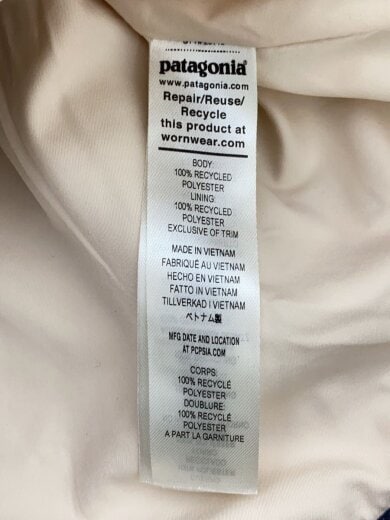 patagonia®
www.patagonia.com
Repair/Reuse/
Recycle
this product at
wornwear.com
BODY
100% RECYCLED
POLYESTER
LINING:
100% RECYCLED
POLYESTER
EXCLUSIVE OF TRIM
MADE IN VIETNAM
FABRIQUÉ AU VIETNAM
HECHO EN VIETNAM
FATTO IN VIETNAM
TILLVERKAD I VIETNAM
ベトナム製
MFG DATE AND LOCATION
AT PCPSIA.COM
CORPS:
100% RECYCLÉ
POLYESTER
DOUBLURE:
100% RECYCLÉ
POLYESTER
A PART LA GARNITURE